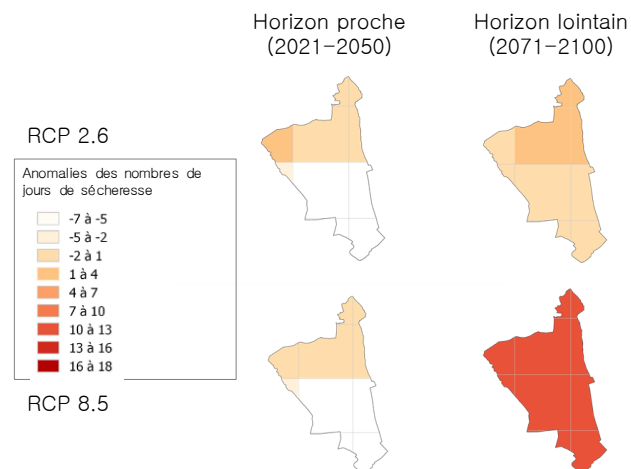 Horizon proche
(2021-2050)
Horizon lointain
(2071-2100)
RCP 2.6
Anomalies des nombres de
jours de sécheresse
-7 à -5
-5 à -2
-2 à 1
1 à 4
4 à 7
7 à 10
10 à 13
13 à 16
16 à 18
RCP 8.5